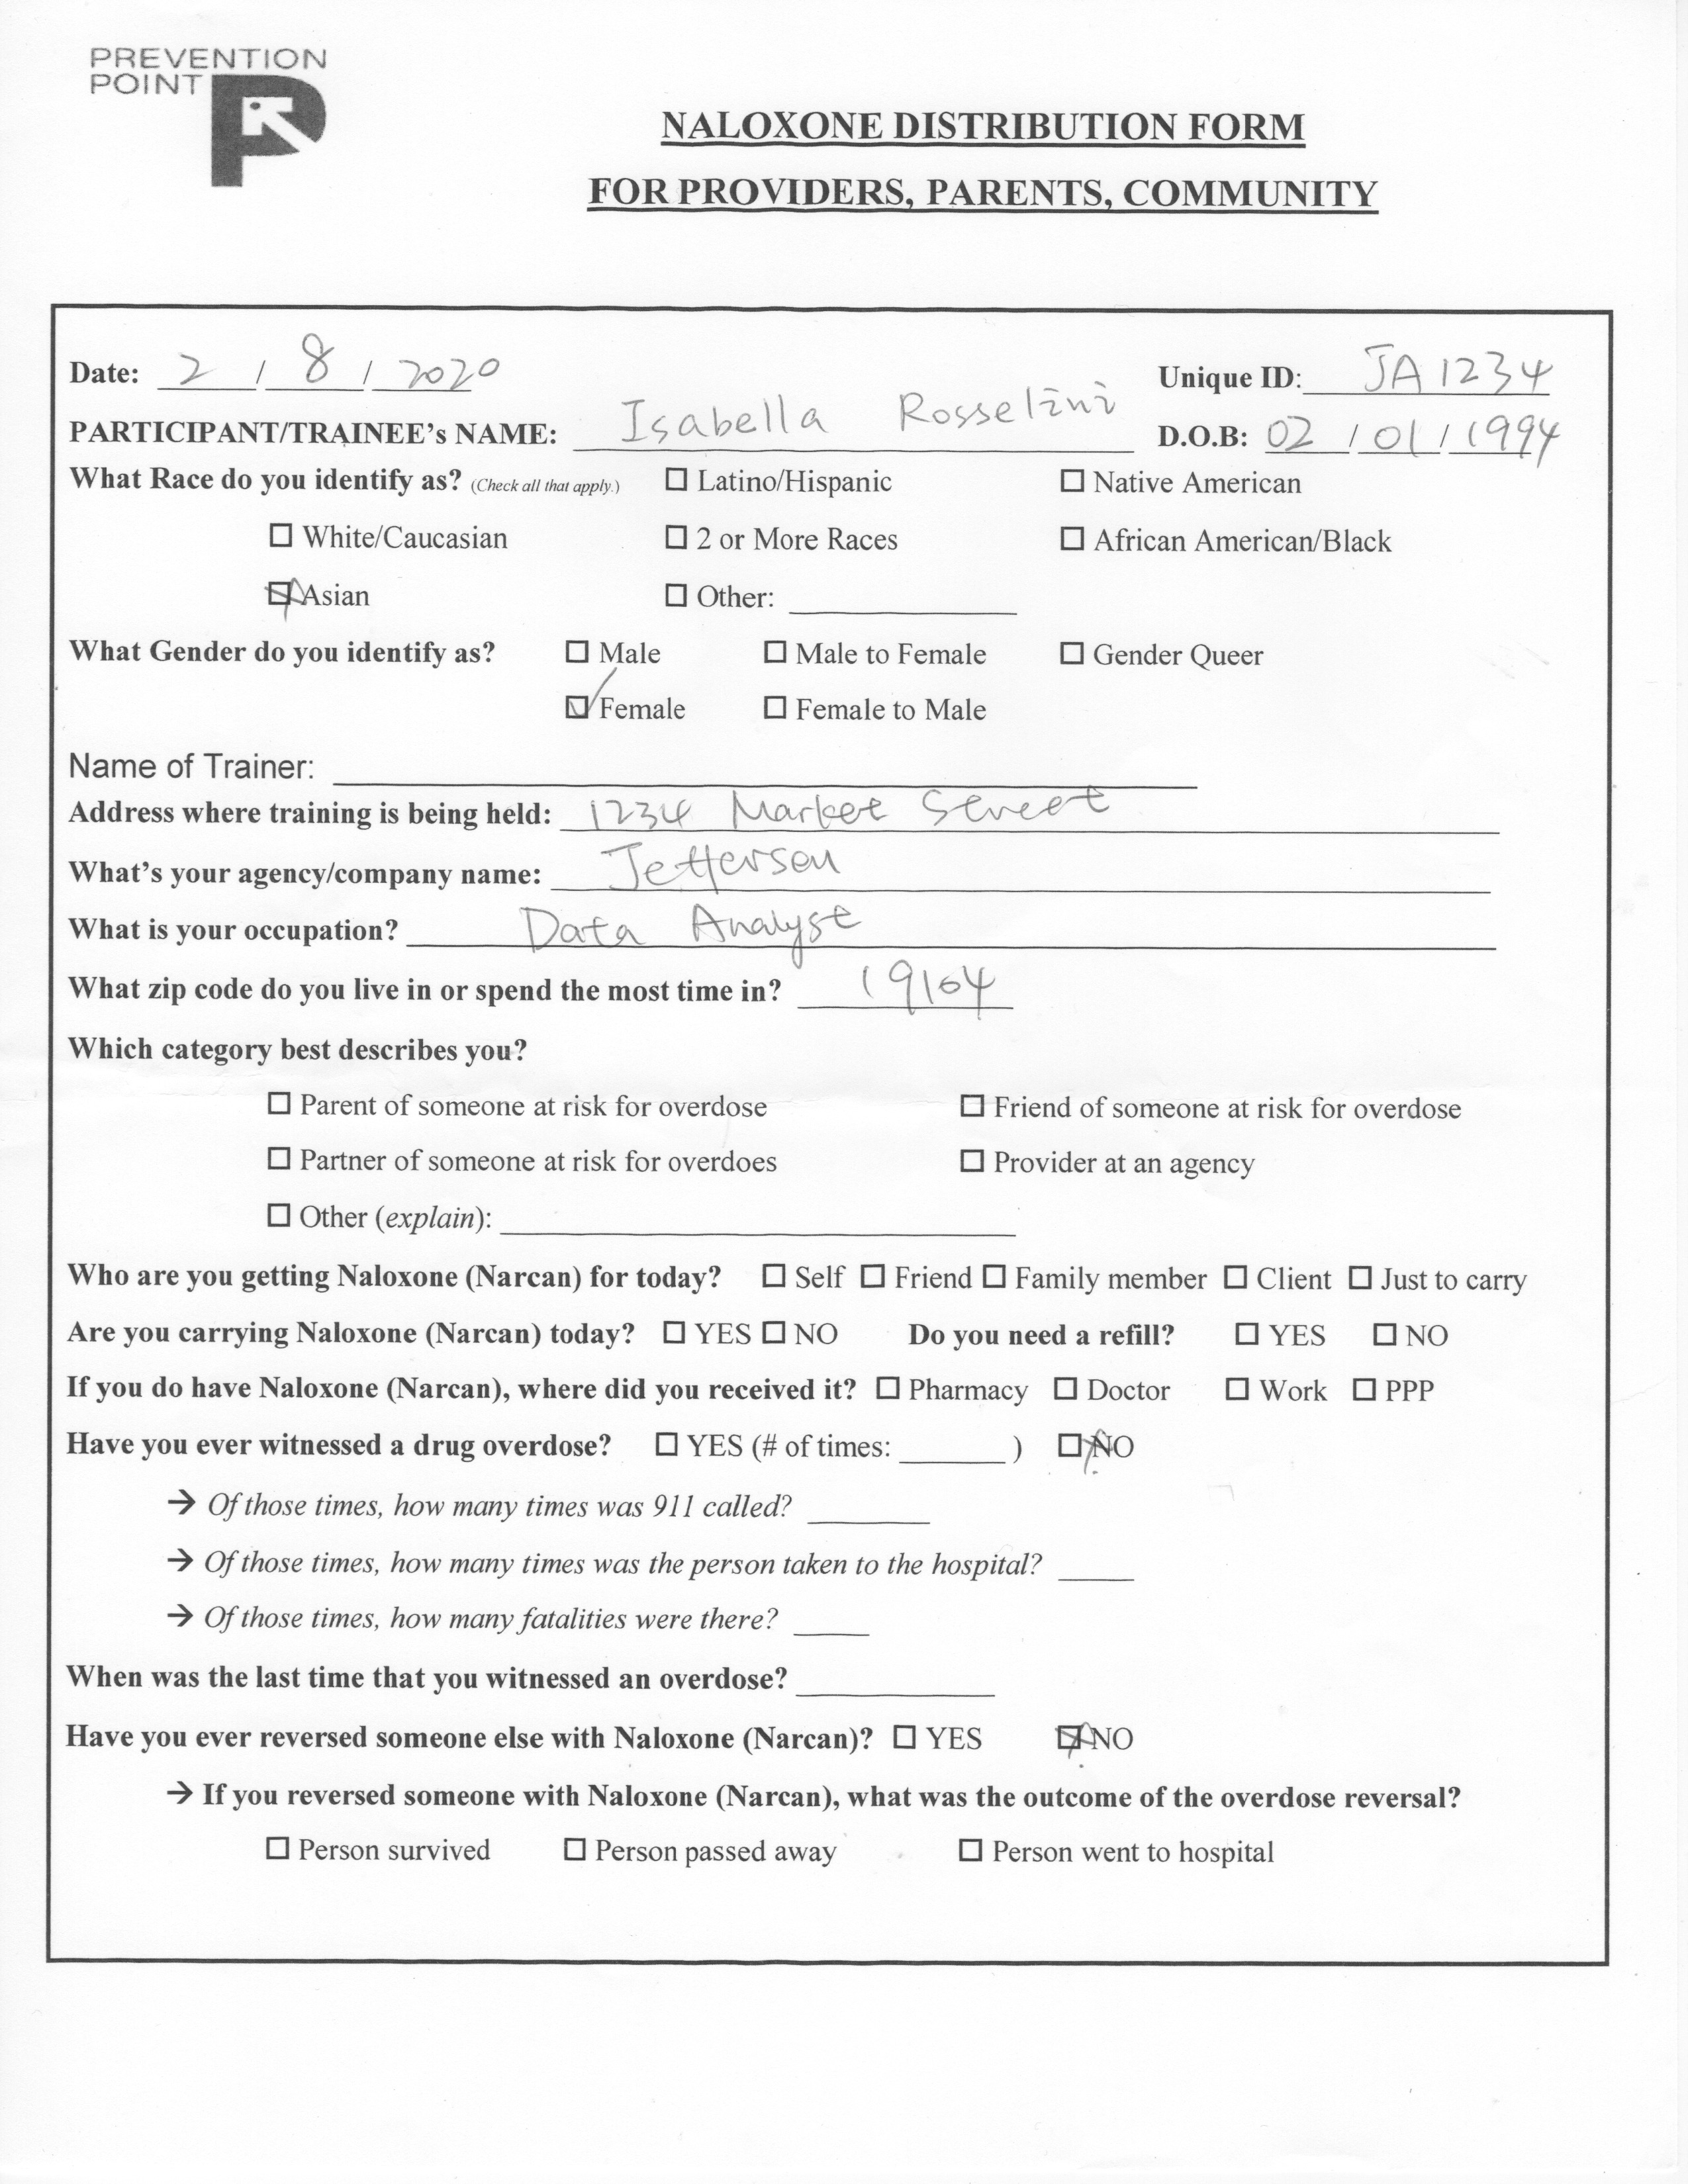 PREVENTION
POINT
NALOXONE DISTRIBUTION FORM
FOR PROVIDERS, PARENTS, COMMUNITY
Date: 2 / 8 / 2020 Unique ID: JA1234
PARTICIPANT/TRAINEE's NAME: Isabella Rosselini D.O.B: 02 / 01 / 1994
What Race do you identify as? (Check all that apply.) ☐ Latino/Hispanic ☐ Native American
☐ White/Caucasian ☐ 2 or More Races ☐ African American/Black
☒ Asian ☐ Other:
What Gender do you identify as? ☐ Male ☐ Male to Female ☐ Gender Queer
☑ Female ☐ Female to Male
Name of Trainer:
Address where training is being held: 1234 Market Street
What's your agency/company name: Jefferson
What is your occupation? Data Analyst
What zip code do you live in or spend the most time in? 19104
Which category best describes you?
☐ Parent of someone at risk for overdose ☐ Friend of someone at risk for overdose
☐ Partner of someone at risk for overdoes ☐ Provider at an agency
☐ Other (explain):
Who are you getting Naloxone (Narcan) for today? ☐ Self ☐ Friend ☐ Family member ☐ Client ☐ Just to carry
Are you carrying Naloxone (Narcan) today? ☐ YES ☐ NO Do you need a refill? ☐ YES ☐ NO
If you do have Naloxone (Narcan), where did you received it? ☐ Pharmacy ☐ Doctor ☐ Work ☐ PPP
Have you ever witnessed a drug overdose? ☐ YES (# of times: ) ☒ NO
→ Of those times, how many times was 911 called?
→ Of those times, how many times was the person taken to the hospital?
→ Of those times, how many fatalities were there?
When was the last time that you witnessed an overdose?
Have you ever reversed someone else with Naloxone (Narcan)? ☐ YES ☒ NO
→ If you reversed someone with Naloxone (Narcan), what was the outcome of the overdose reversal?
☐ Person survived ☐ Person passed away ☐ Person went to hospital